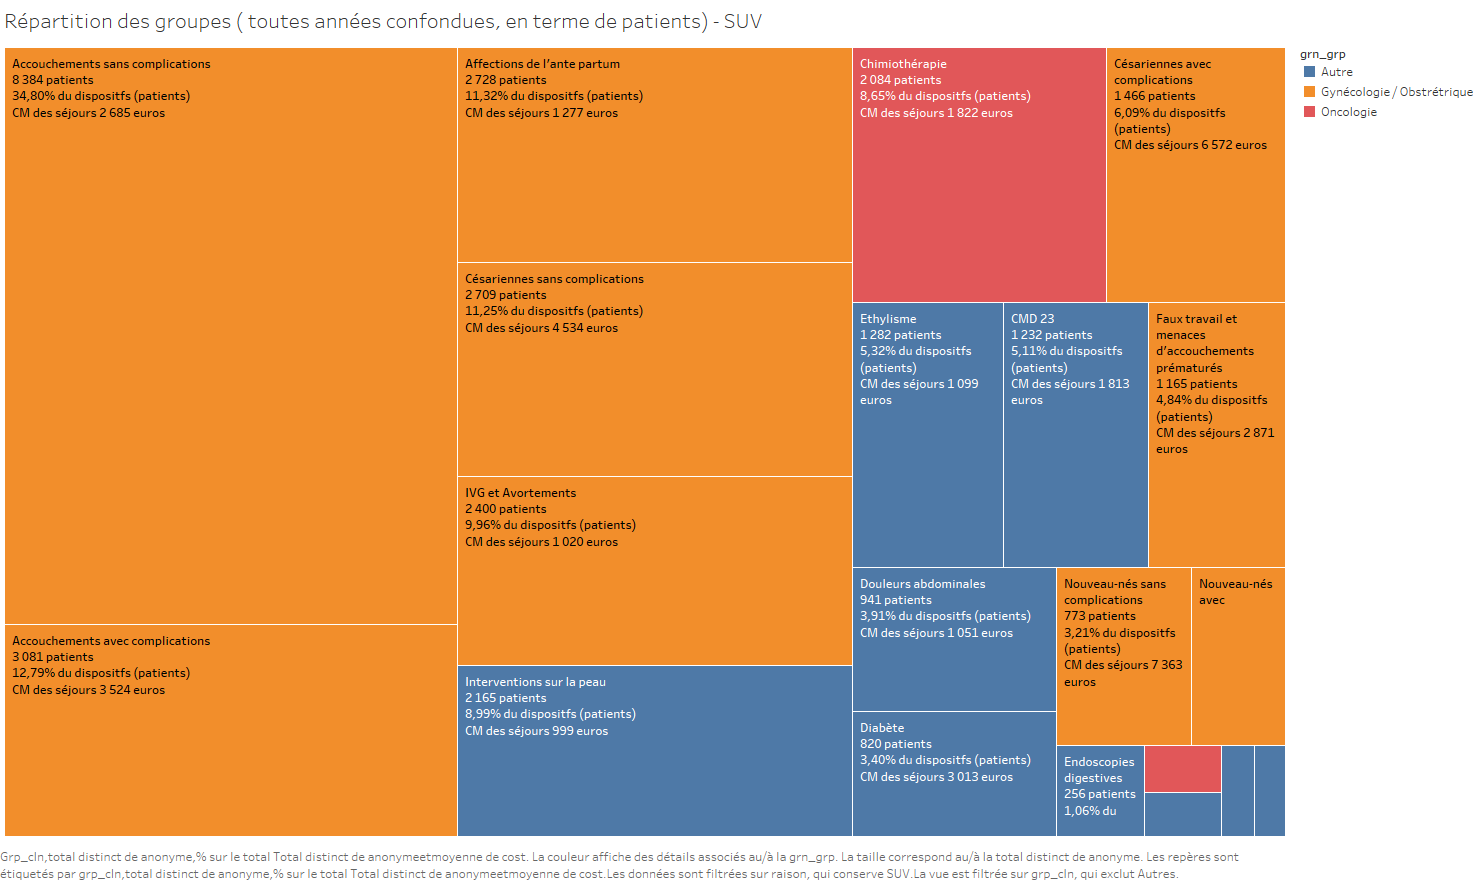 Répartition des groupes ( toutes années confondues, en terme de patients) - SUV
Accouchements sans complications
8 384 patients
34,80% du dispositfs (patients)
CM des séjours 2 685 euros
Accouchements avec complications
3 081 patients
12,79% du dispositfs (patients)
CM des séjours 3 524 euros
Affections de l'ante partum
2 728 patients
11,32% du dispositfs (patients)
CM des séjours 1 277 euros
Césariennes sans complications
2 709 patients
11,25% du dispositfs (patients)
CM des séjours 4 534 euros
IVG et Avortements
2 400 patients
9,96% du dispositfs (patients)
CM des séjours 1 020 euros
Interventions sur la peau
2 165 patients
8,99% du dispositfs (patients)
CM des séjours 999 euros
Chimiothérapie
2 084 patients
8,65% du dispositfs (patients)
CM des séjours 1 822 euros
Césariennes avec
complications
1 466 patients
6,09% du dispositfs
(patients)
CM des séjours 6 572 euros
Ethylisme
1 282 patients
5,32% du dispositfs
(patients)
CM des séjours 1 099
euros
CMD 23
1 232 patients
5,11% du dispositfs
(patients)
CM des séjours 1 813
euros
Faux travail et
menaces
d'accouchements
prématurés
1 165 patients
4,84% du dispositfs
(patients)
CM des séjours 2 871
euros
Douleurs abdominales
941 patients
3,91% du dispositfs (patients)
CM des séjours 1 051 euros
Diabète
820 patients
3,40% du dispositfs (patients)
CM des séjours 3 013 euros
Nouveau-nés sans
complications
773 patients
3,21% du dispositfs
(patients)
CM des séjours 7 363
euros
Nouveau-nés
avec
Endoscopies
digestives
256 patients
1,06% du
grn_grp
Autre
Gynécologie / Obstrétrique
Oncologie
Grp_cln,total distinct de anonyme,% sur le total Total distinct de anonymeetmoyenne de cost. La couleur affiche des détails associés au/à la grn_grp. La taille correspond au/à la total distinct de anonyme. Les repères sont
étiquetés par grp_cln,total distinct de anonyme,% sur le total Total distinct de anonymeetmoyenne de cost.Les données sont filtrées sur raison, qui conserve SUV.La vue est filtrée sur grp_cln, qui exclut Autres.